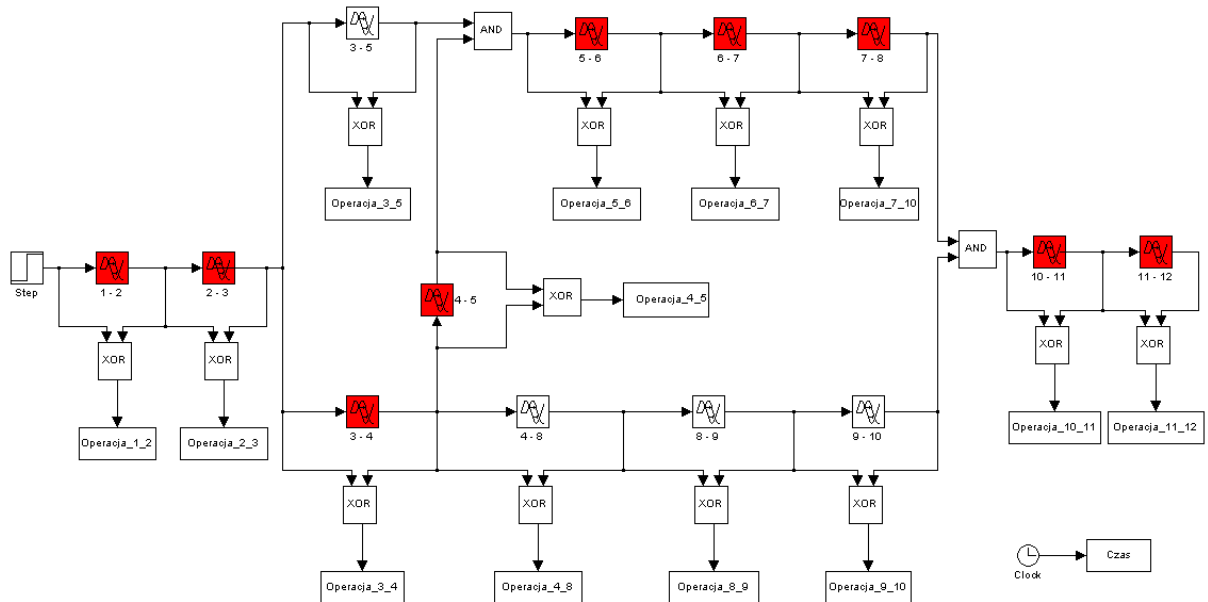 3 - 5
AND
5 - 6
6 - 7
7 - 8
XOR
XOR
XOR
XOR
Operacja_3_5
Operacja_5_6
Operacja_6_7
Operacja_7_10
Step
1 - 2
2 - 3
4 - 5
XOR
Operacja_4_5
AND
10 - 11
11 - 12
XOR
XOR
XOR
XOR
Operacja_1_2
Operacja_2_3
3 - 4
4 - 8
8 - 9
9 - 10
Operacja_10_11
Operacja_11_12
XOR
XOR
XOR
XOR
Operacja_3_4
Operacja_4_8
Operacja_8_9
Operacja_9_10
Clock
Czas